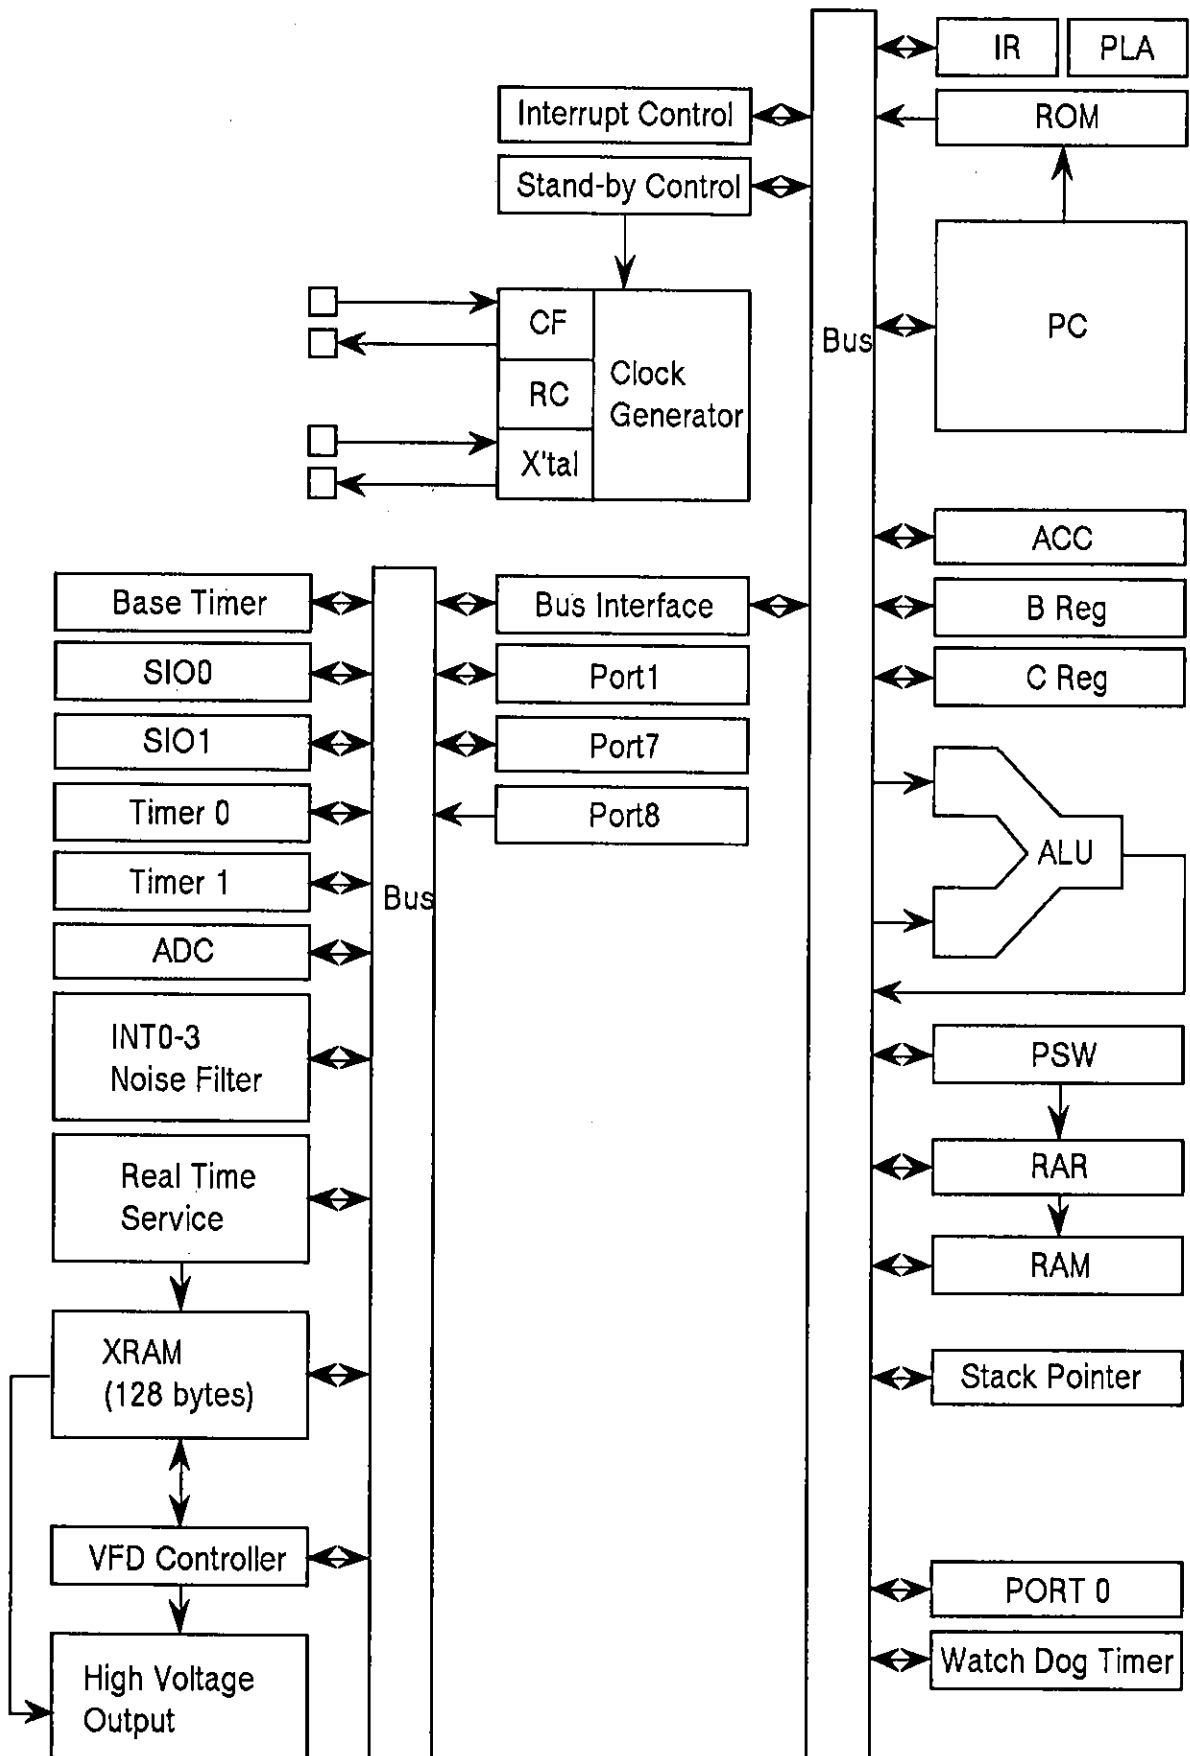 IR
PLA
Interrupt Control
ROM
Stand-by Control
CF
Clock
Generator
RC
X'tal
Bus
PC
ACC
Base Timer
Bus Interface
B Reg
SIO0
Port1
C Reg
SIO1
Port7
Timer 0
Port8
ALU
Timer 1
Bus
ADC
INT0-3
Noise Filter
PSW
Real Time
Service
RAR
RAM
XRAM
(128 bytes)
Stack Pointer
VFD Controller
PORT 0
High Voltage
Output
Watch Dog Timer